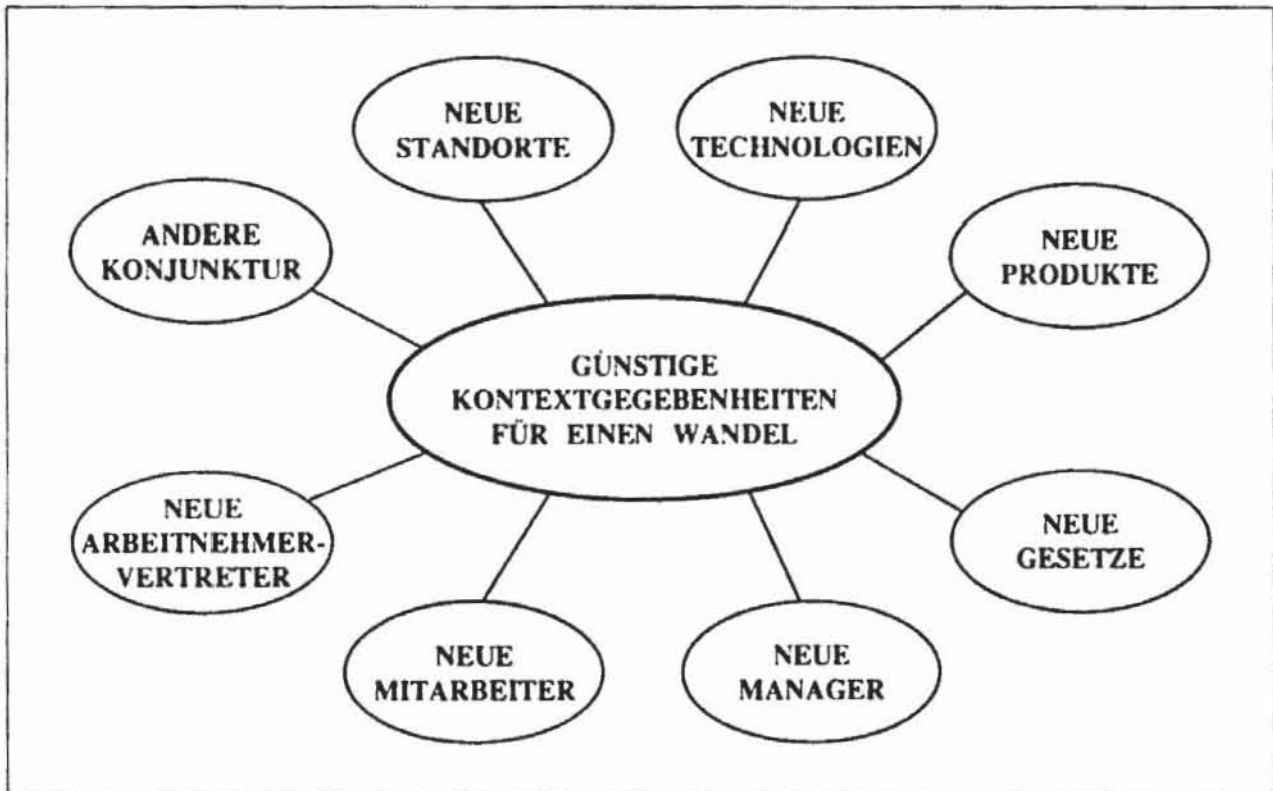 NEUE
STANDORTE
NEUE
TECHNOLOGIEN
ANDERE
KONJUNKTUR
NEUE
PRODUKTE
GÜNSTIGE
KONTEXTGEGEBENHEITEN
FÜR EINEN WANDEL
NEUE
ARBEITNEHMER-
VERTRETER
NEUE
GESETZE
NEUE
MITARBEITER
NEUE
MANAGER